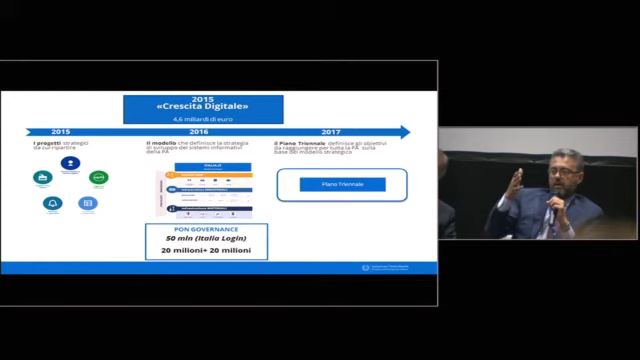 2015
«Crescita Digitale»
4,6 miliardi di euro
2015
2016
2017
I progetti strategici
da cui ripartire
Il modello che definisce la strategia
di sviluppo dei sistemi informativi
della PA
il Piano Triennale definisce gli obiettivi
da raggiungere per tutta la PA sulla
base del modello strategico
ITALIA.IT
Piano Triennale
PON GOVERNANCE
50 mln (Italia Login)
20 milioni+ 20 milioni